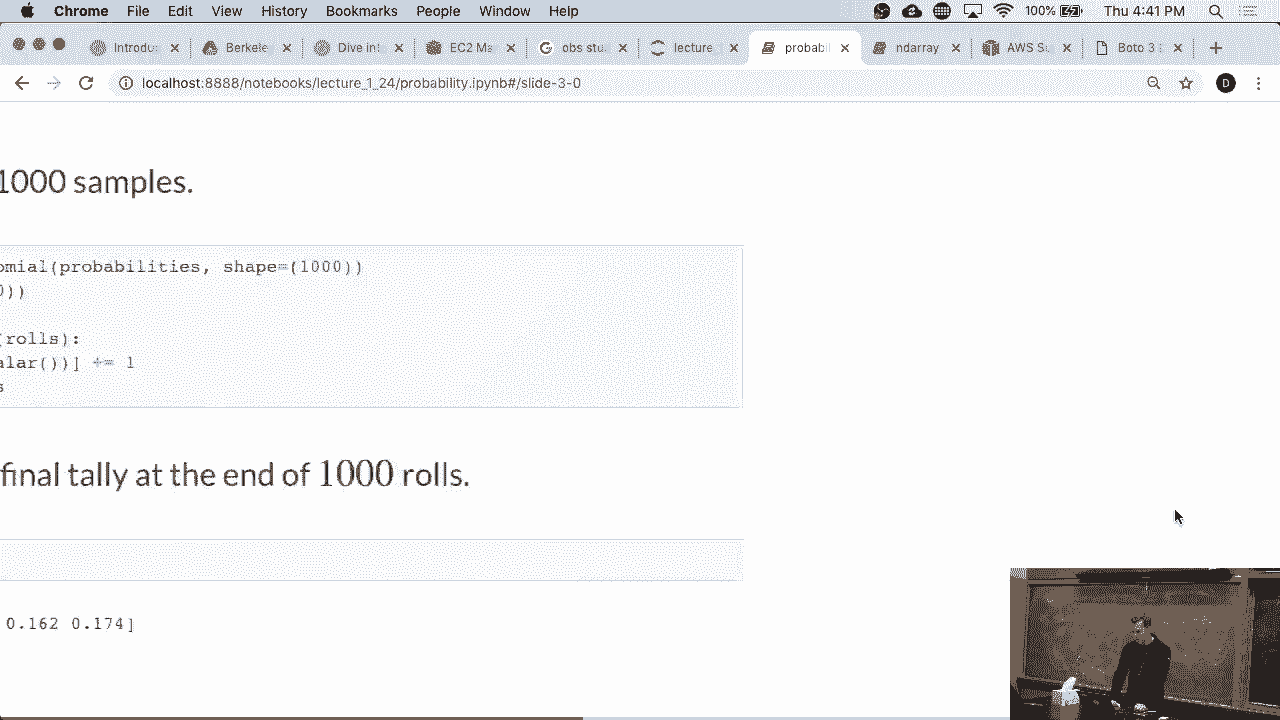 Chrome File Edit View History Bookmarks People Window Help 100% Thu 4:41 PM
Introdu Berkele Dive int EC2 Ma obs stu lecture_ probabil ndarray AWS Su Boto 3
localhost:8888/notebooks/lecture_1_24/probability.ipynb#/slide-3-0 D
1000 samples.
omial(probabilities, shape=(1000))
0))
(rolls):
alar())] += 1
s
final tally at the end of 1000 rolls.
0.162 0.174]